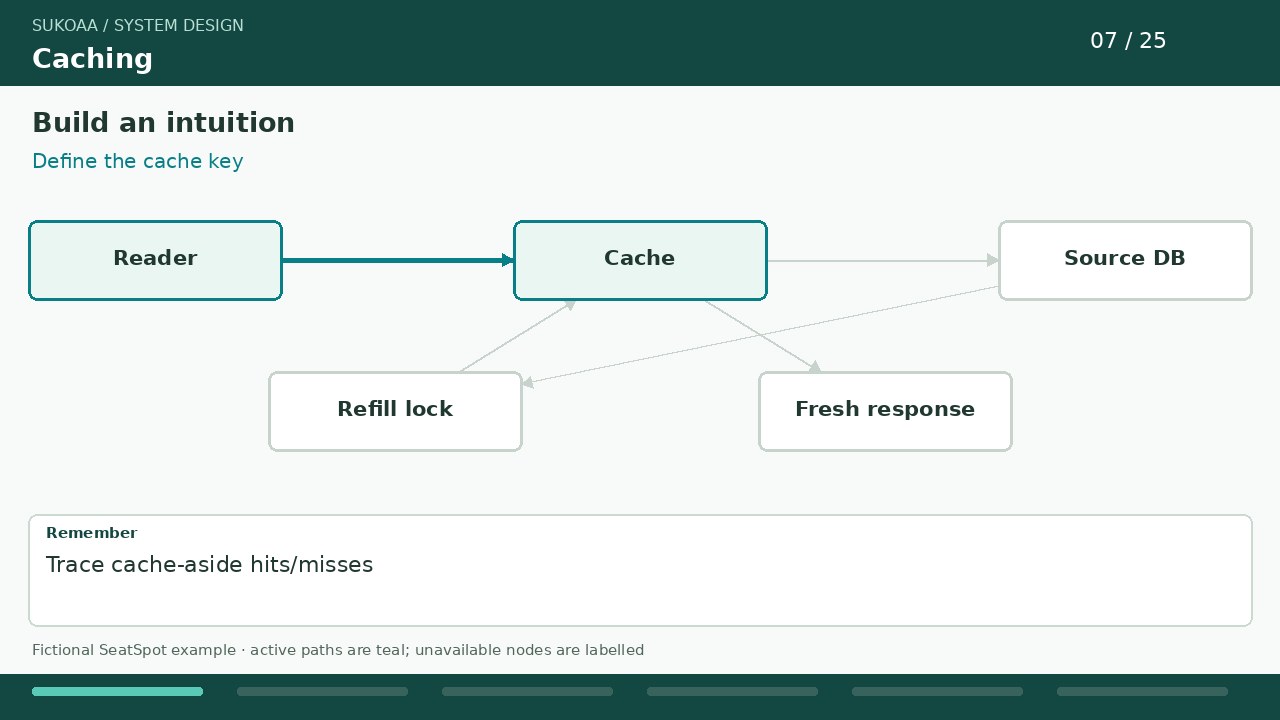 SUKOAA / SYSTEM DESIGN
Caching
07 / 25
Build an intuition
Define the cache key
Reader
Cache
Source DB
Refill lock
Fresh response
Remember
Trace cache-aside hits/misses
Fictional SeatSpot example · active paths are teal; unavailable nodes are labelled